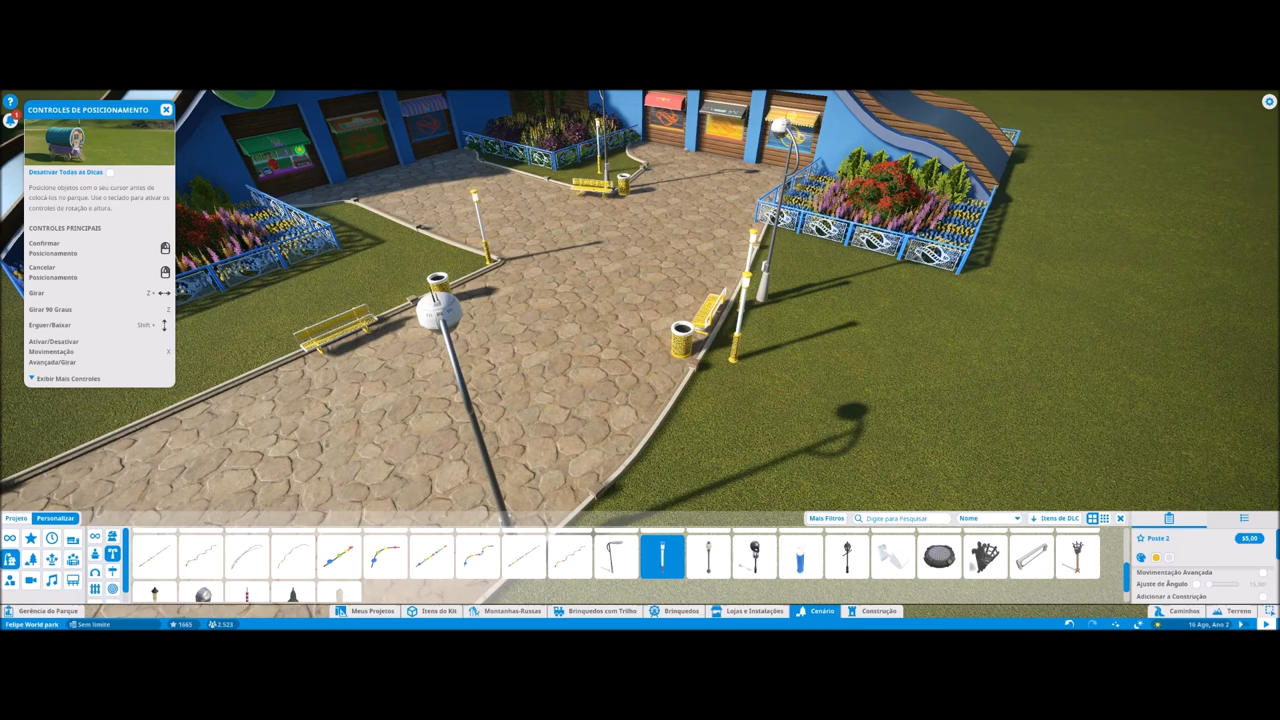 ?
1
CONTROLES DE POSICIONAMENTO
Desativar Todas as Dicas
Posicione objetos com o seu cursor antes de
colocá-los no parque. Use o teclado para ativar os
controles de rotação e altura.
CONTROLES PRINCIPAIS
Confirmar
Posicionamento
Cancelar
Posicionamento
Girar Z +
Girar 90 Graus Z
Erguer/Baixar Shift +
Ativar/Desativar
Movimentação X
Avançada/Girar
Exibir Mais Controles
Projeto Personalizar
Mais Filtros Digite para Pesquisar Nome Itens de DLC
Poste 2 $5,00
Movimentação Avançada
Ajuste de Ângulo 15,00°
Adicionar a Construção
Gerência do Parque Meus Projetos Itens do Kit Montanhas-Russas Brinquedos com Trilho Brinquedos Lojas e Instalações Cenário Construção Caminhos Terreno
Felipe World park Sem limite 1665 2.523 16 Ago, Ano 2